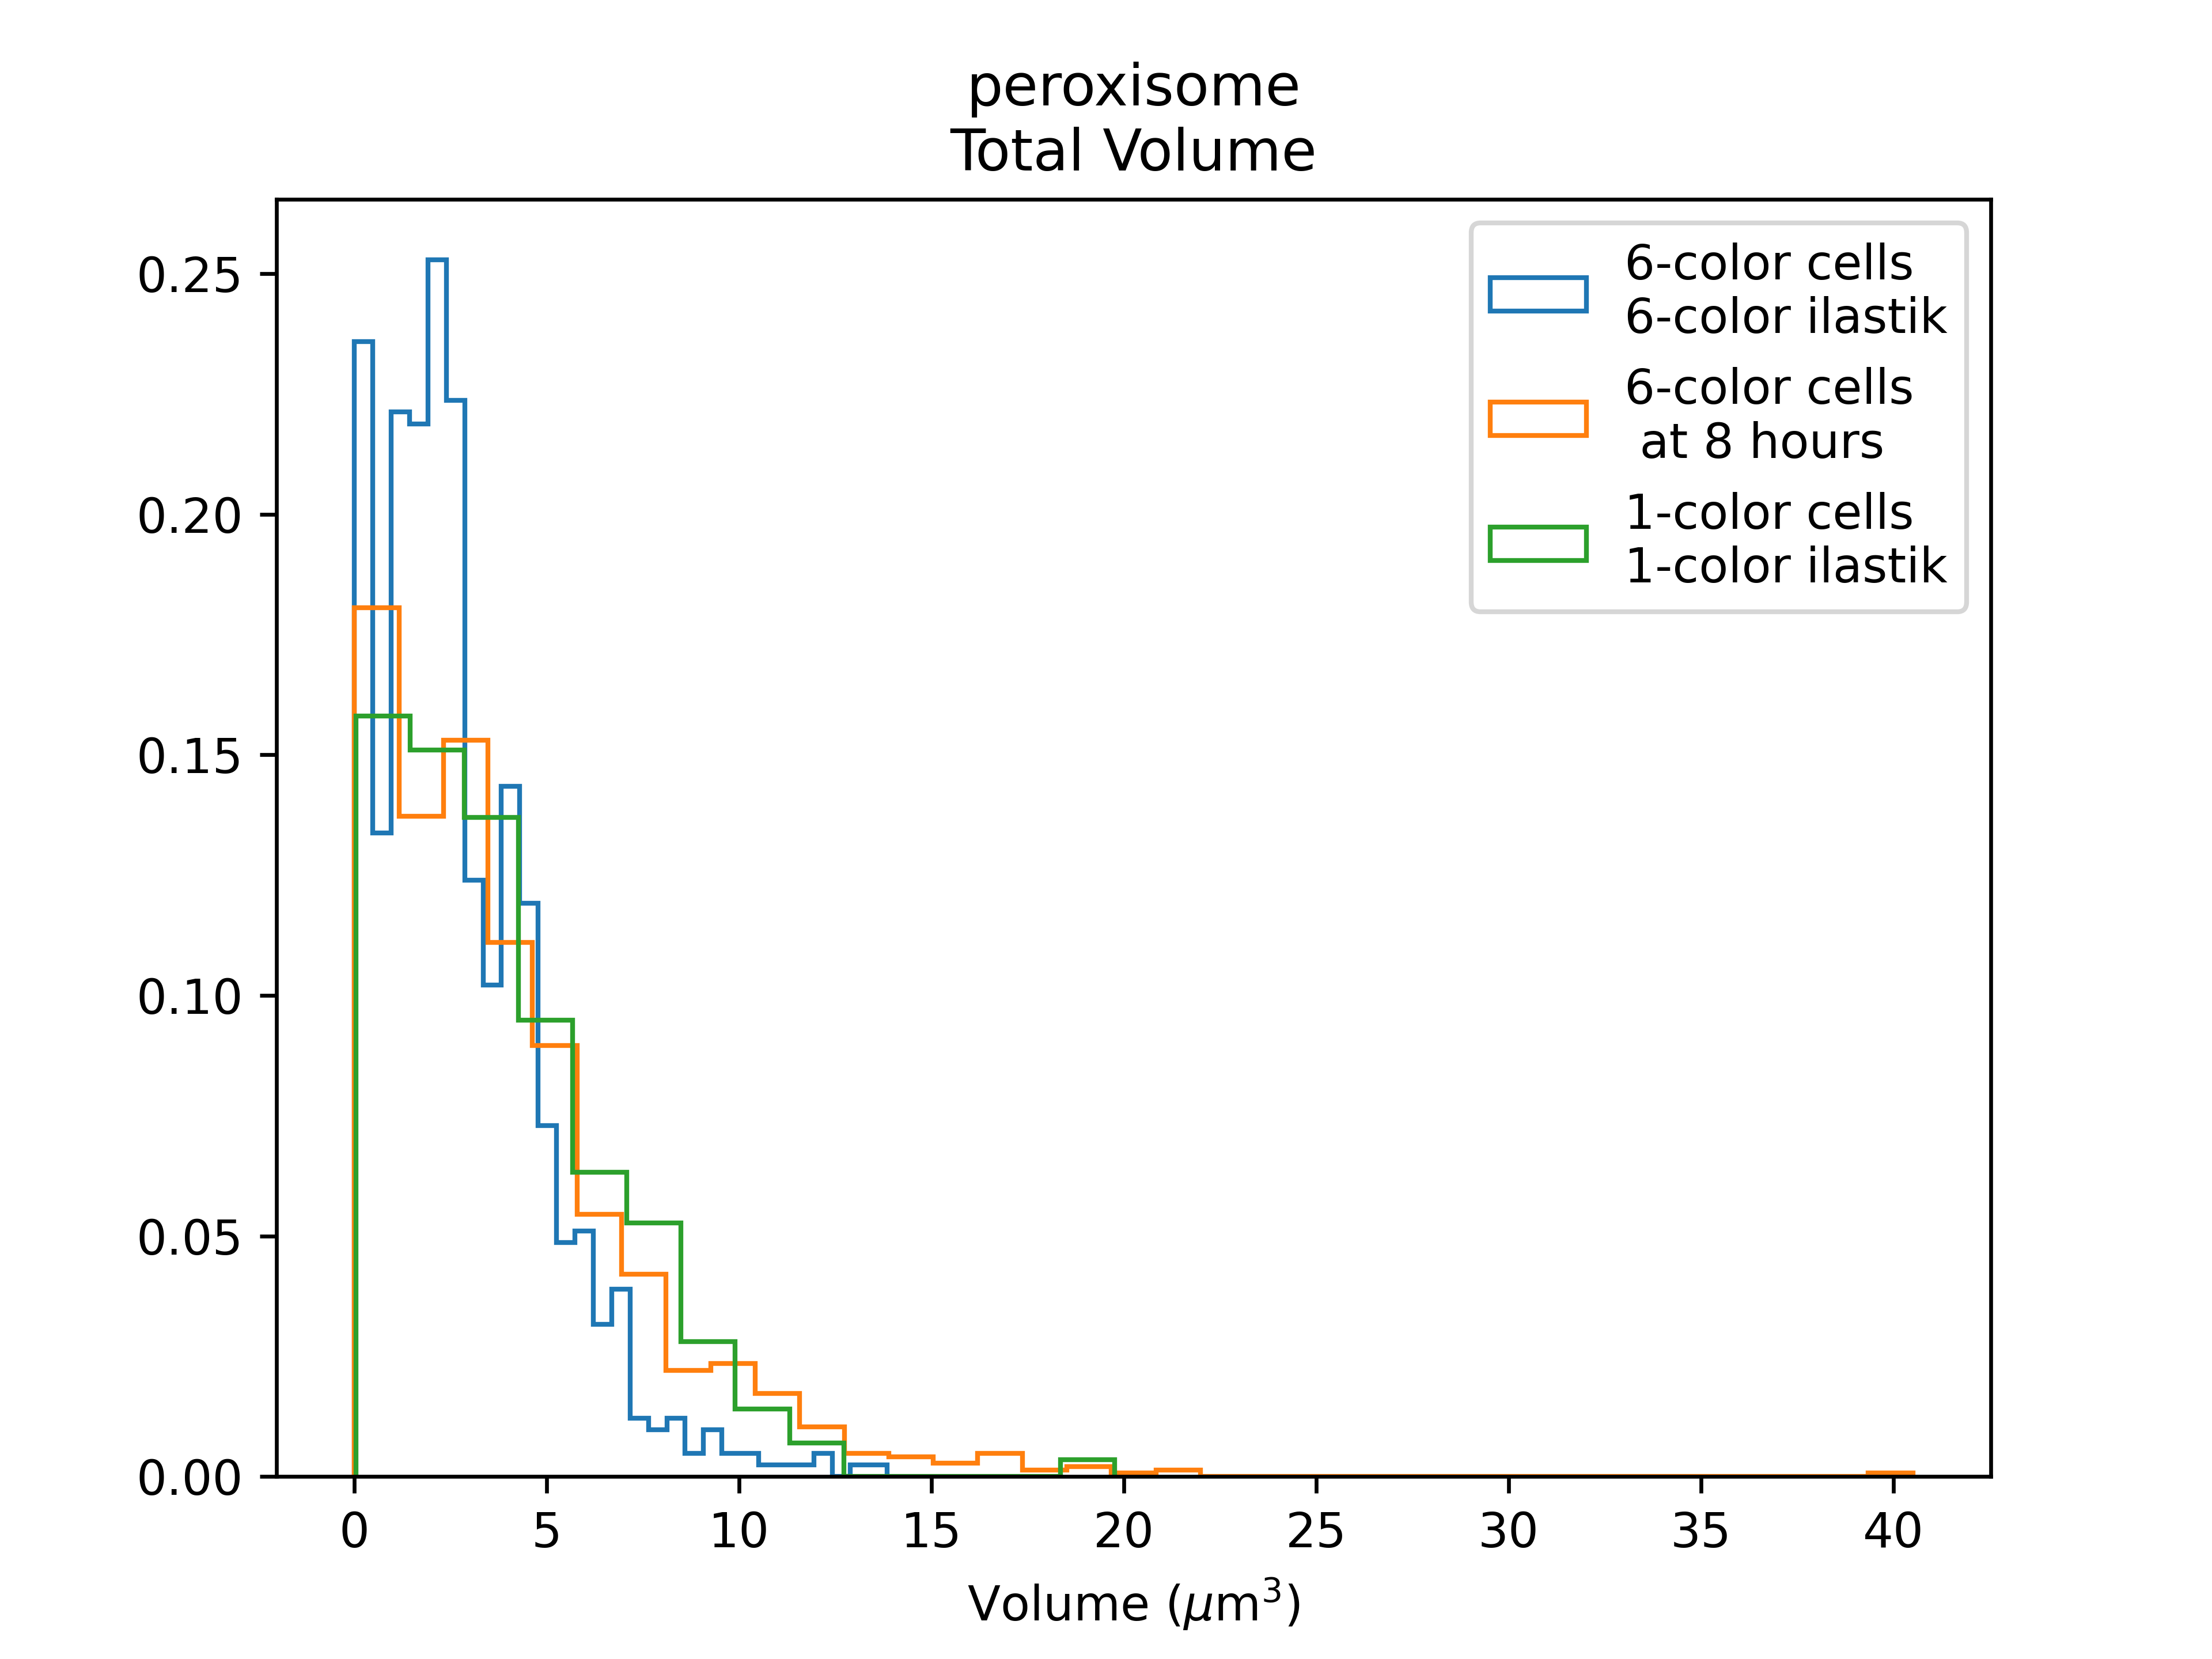 peroxisome
Total Volume
0.25
0.20
0.15
0.10
0.05
0.00
6-color cells
6-color ilastik
6-color cells
at 8 hours
1-color cells
1-color ilastik
0 5 10 15 20 25 30 35 40
Volume (μm³)